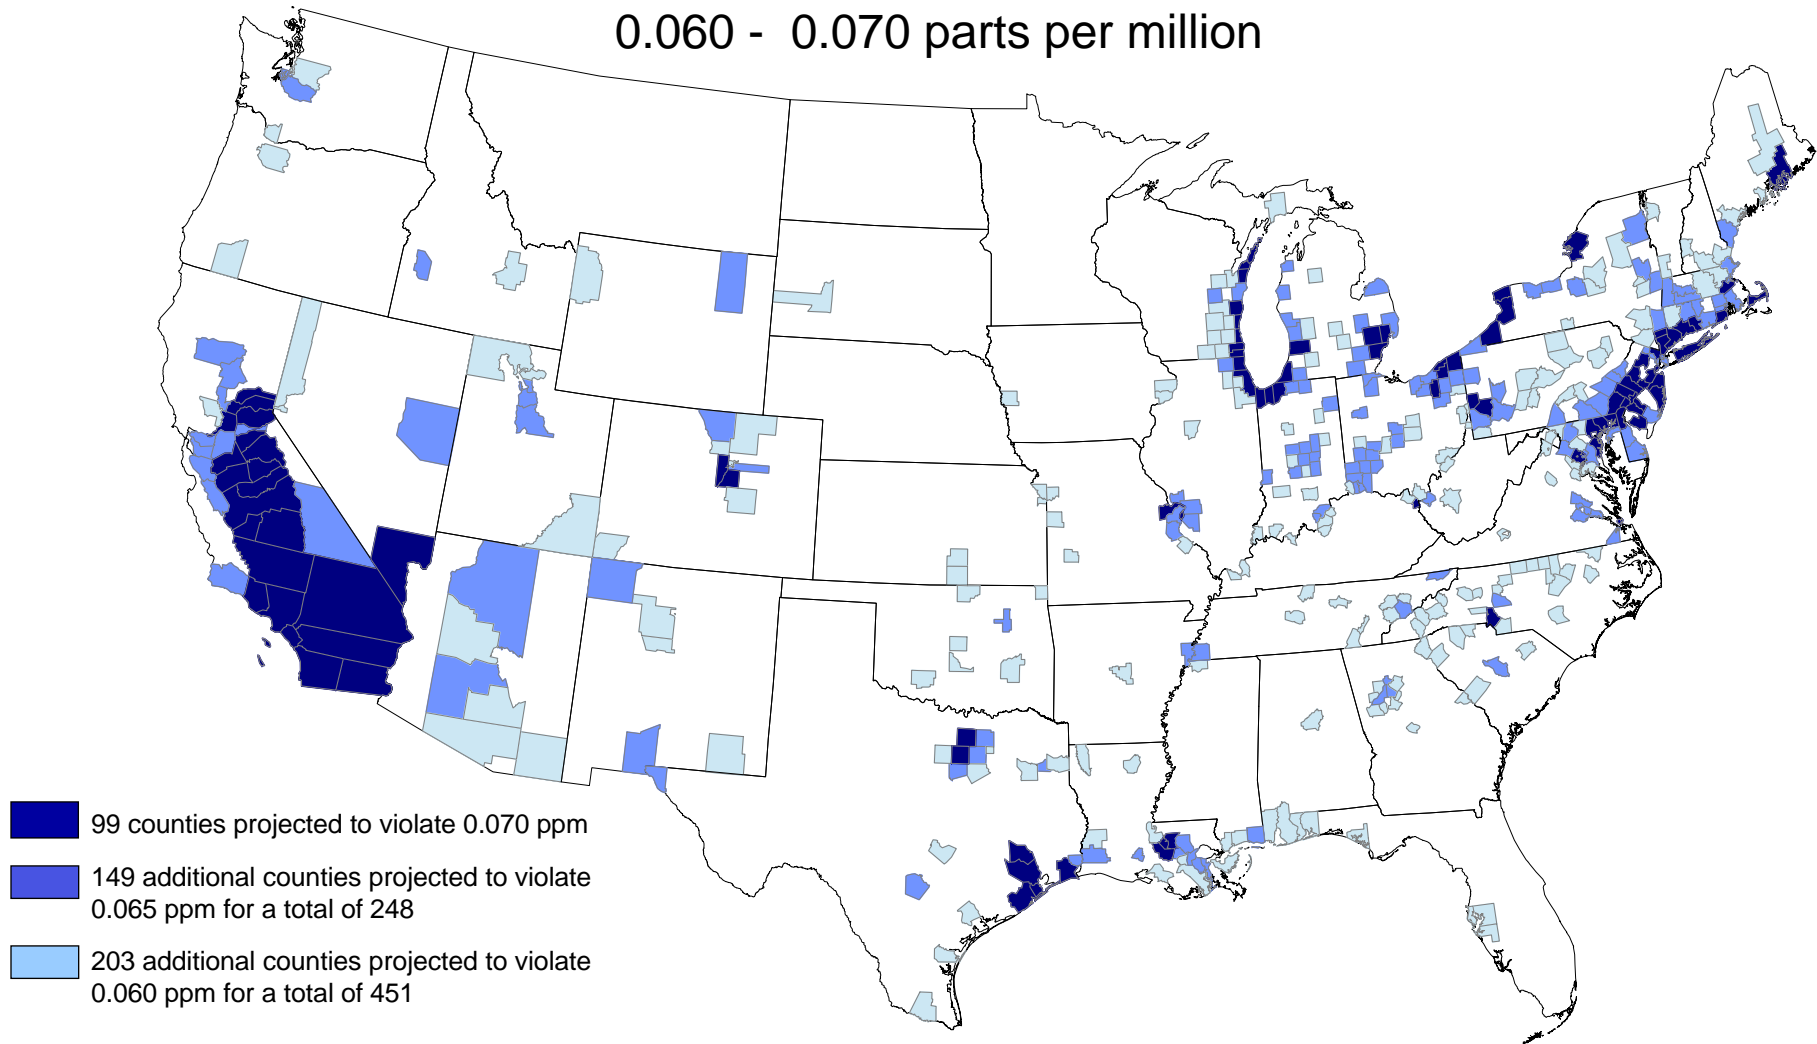 0.060 - 0.070 parts per million
99 counties projected to violate 0.070 ppm
149 additional counties projected to violate
0.065 ppm for a total of 248
203 additional counties projected to violate
0.060 ppm for a total of 451